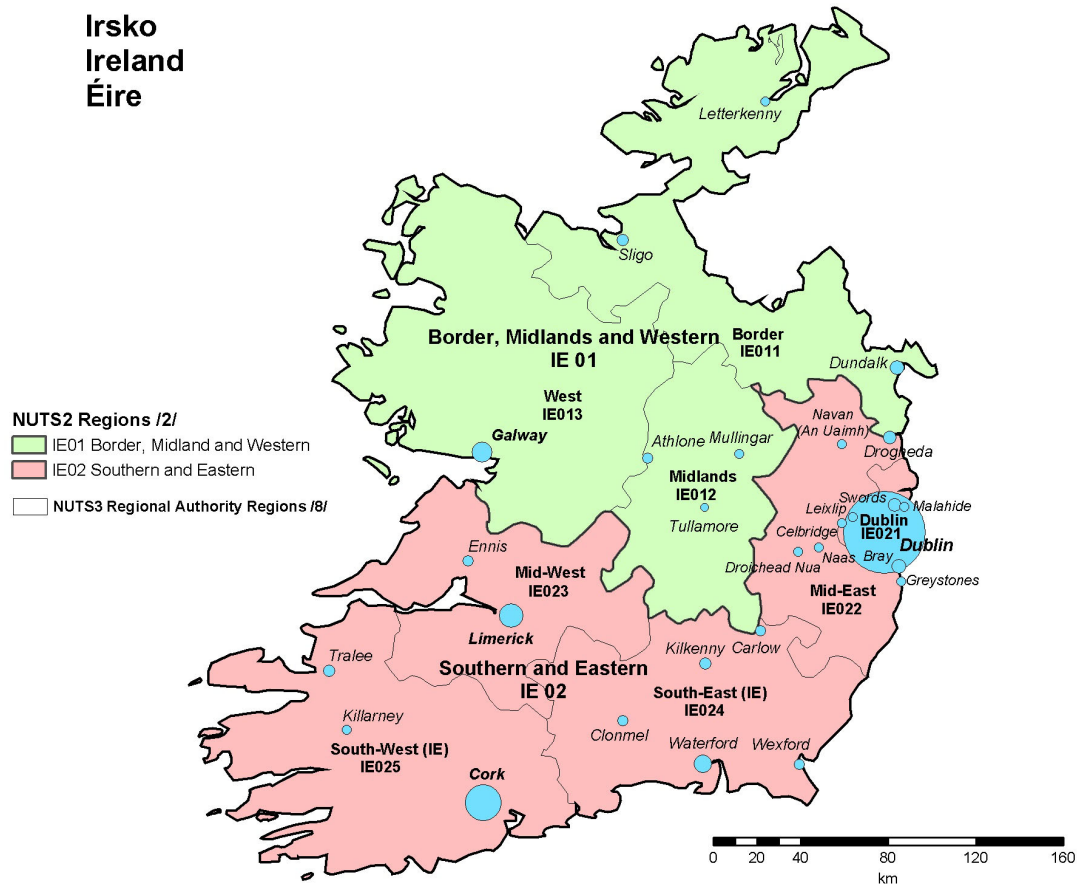 Irsko
Ireland
Éire
Letterkenny
Sligo
Border, Midlands and Western
IE 01
Border
IE011
Dundalk
West
IE013
Navan
(An Uaimh)
NUTS2 Regions /2/
IE01 Border, Midland and Western
IE02 Southern and Eastern
NUTS3 Regional Authority Regions /8/
Galway
Athlone
Mullingar
Drogheda
Midlands
IE012
Tullamore
Swords
Malahide
Leixlip
Dublin
IE021
Celbridge
Dublin
Naas
Bray
Droichead Nua
Greystones
Ennis
Mid-West
IE023
Mid-East
IE022
Limerick
Kilkenny
Carlow
Tralee
Southern and Eastern
IE 02
South-East (IE)
IE024
Killarney
Clonmel
Waterford
Wexford
South-West (IE)
IE025
Cork
0 20 40 80 120 160
km